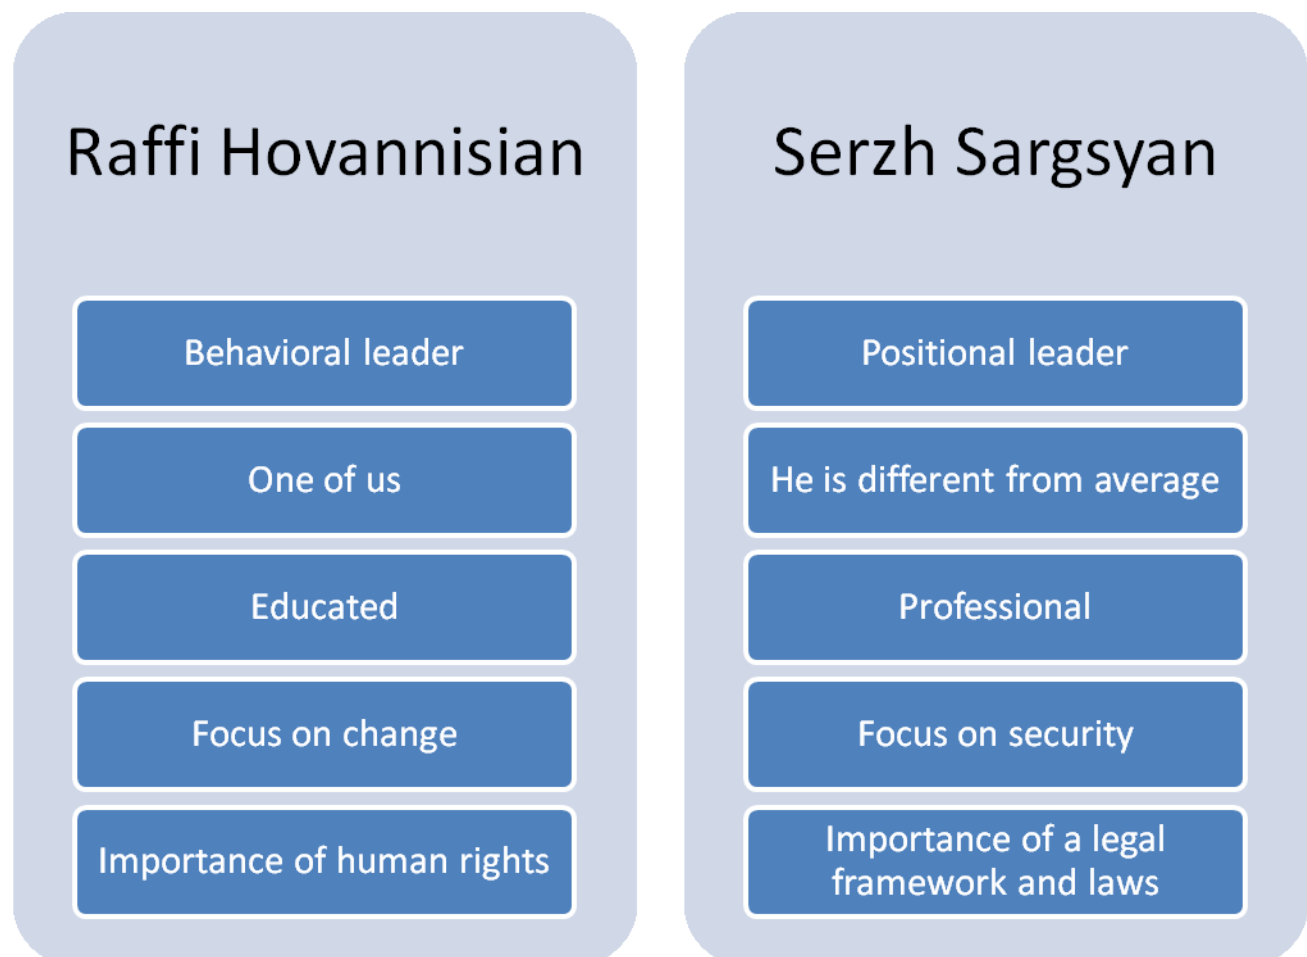 Raffi Hovannisian
Behavioral leader
One of us
Educated
Focus on change
Importance of human rights
Serzh Sargsyan
Positional leader
He is different from average
Professional
Focus on security
Importance of a legal
framework and laws